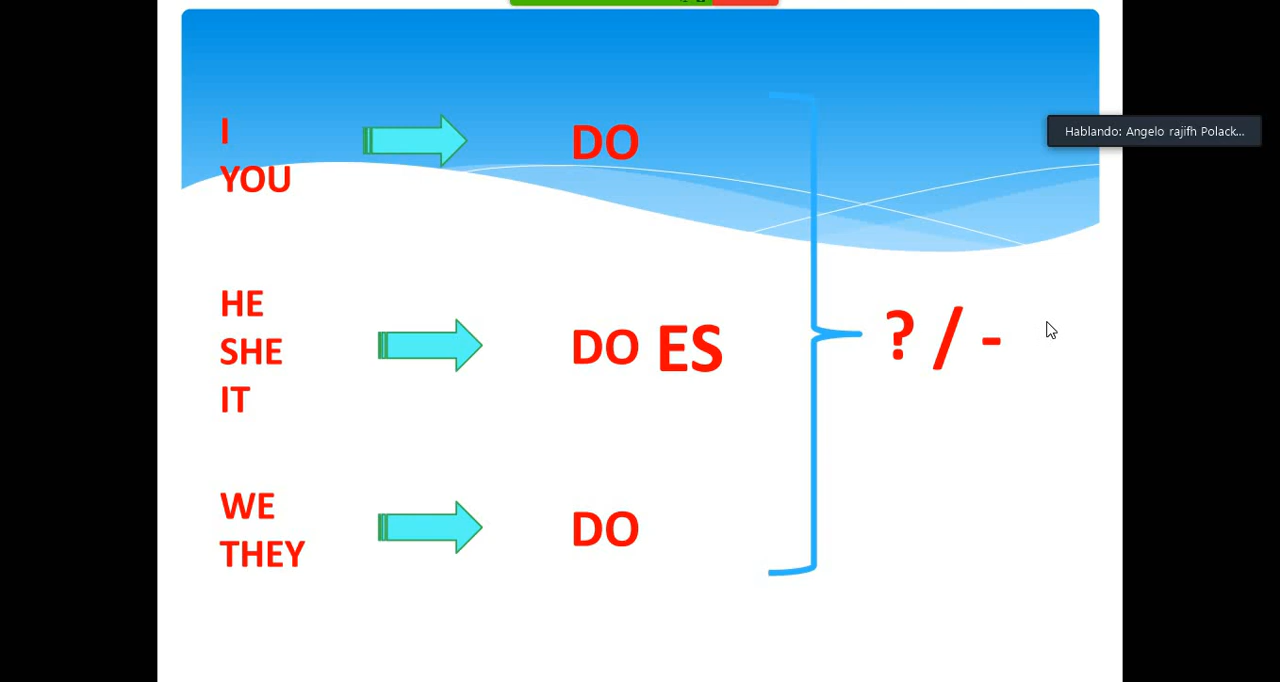 I
YOU
DO
Hablando: Angelo rajifh Polack...
HE
SHE
IT
DO ES
? / -
WE
THEY
DO